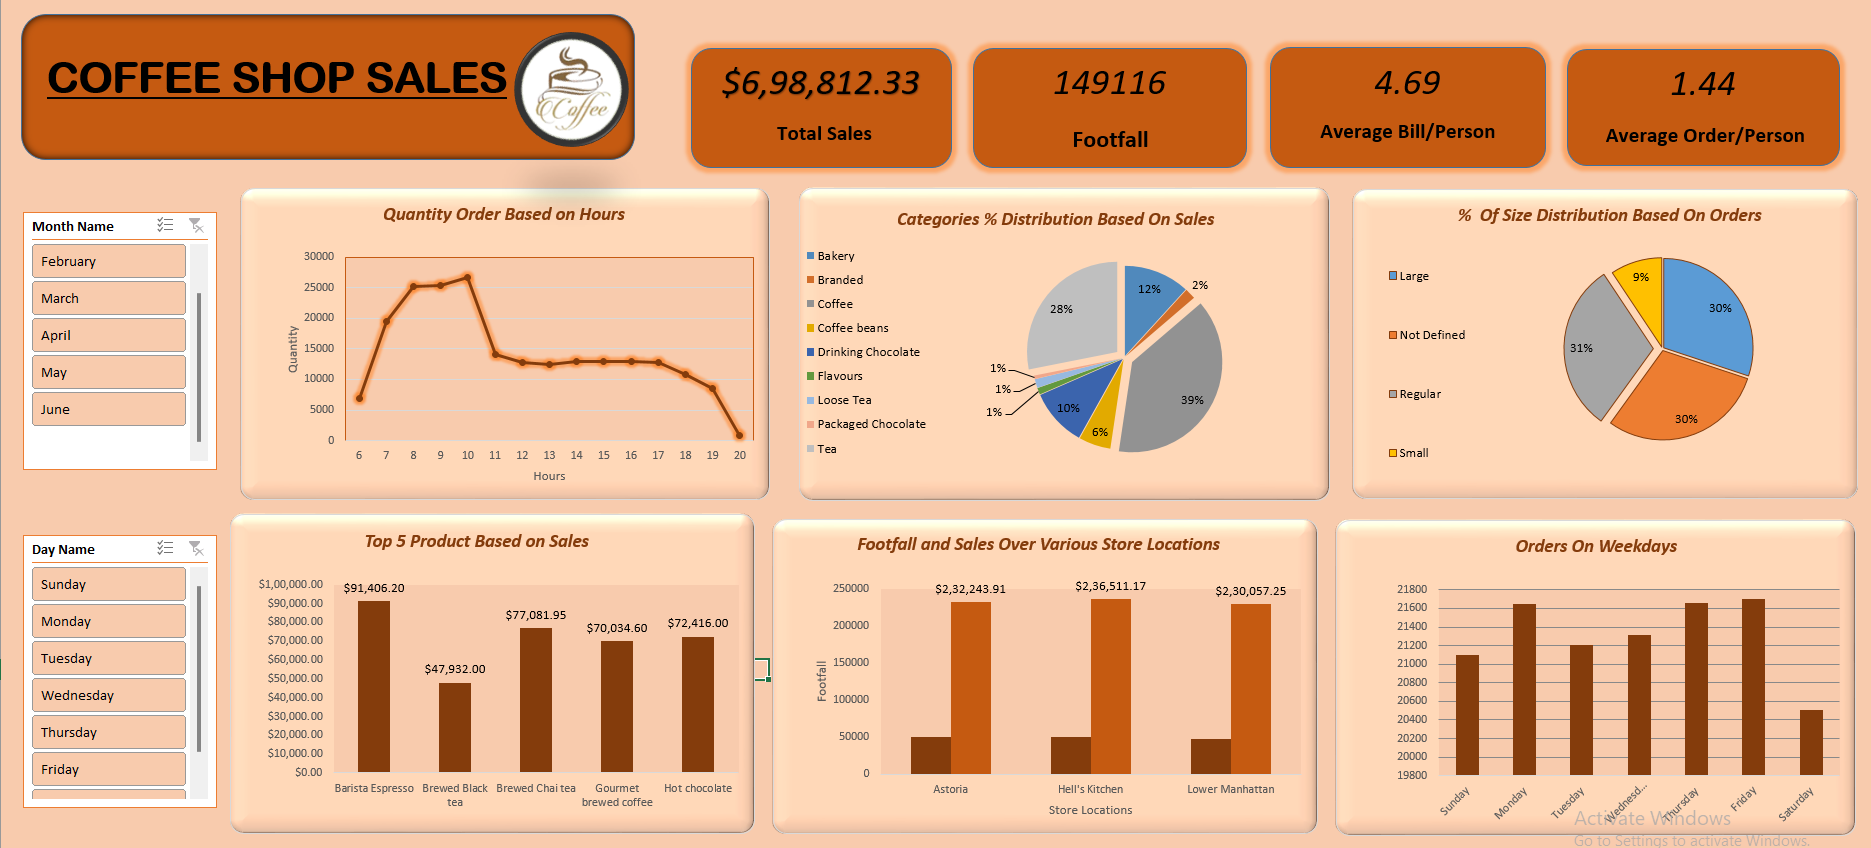 COFFEE SHOP SALES
Coffee
$6,98,812.33
Total Sales
149116
Footfall
4.69
Average Bill/Person
1.44
Average Order/Person
Month Name
February
March
April
May
June
Quantity Order Based on Hours
30000
25000
20000
15000
10000
5000
0
Quantity
6 7 8 9 10 11 12 13 14 15 16 17 18 19 20
Hours
Categories % Distribution Based On Sales
Bakery
Branded
Coffee
Coffee beans
Drinking Chocolate
Flavours
Loose Tea
Packaged Chocolate
Tea
12%
2%
39%
6%
10%
1%
1%
1%
28%
% Of Size Distribution Based On Orders
Large
Not Defined
Regular
Small
30%
30%
31%
9%
Day Name
Sunday
Monday
Tuesday
Wednesday
Thursday
Friday
Top 5 Product Based on Sales
$1,00,000.00
$90,000.00
$80,000.00
$70,000.00
$60,000.00
$50,000.00
$40,000.00
$30,000.00
$20,000.00
$10,000.00
$0.00
$91,406.20
$47,932.00
$77,081.95
$70,034.60
$72,416.00
Barista Espresso
Brewed Black
tea
Brewed Chai tea
Gourmet
brewed coffee
Hot chocolate
Footfall and Sales Over Various Store Locations
250000
200000
150000
100000
50000
0
Footfall
$2,32,243.91
$2,36,511.17
$2,30,057.25
Astoria
Hell's Kitchen
Lower Manhattan
Store Locations
Orders On Weekdays
21800
21600
21400
21200
21000
20800
20600
20400
20200
20000
19800
Sunday
Monday
Tuesday
Wednesd...
Thursday
Friday
Saturday
Activate Windows
Go to Settings to activate Windows.